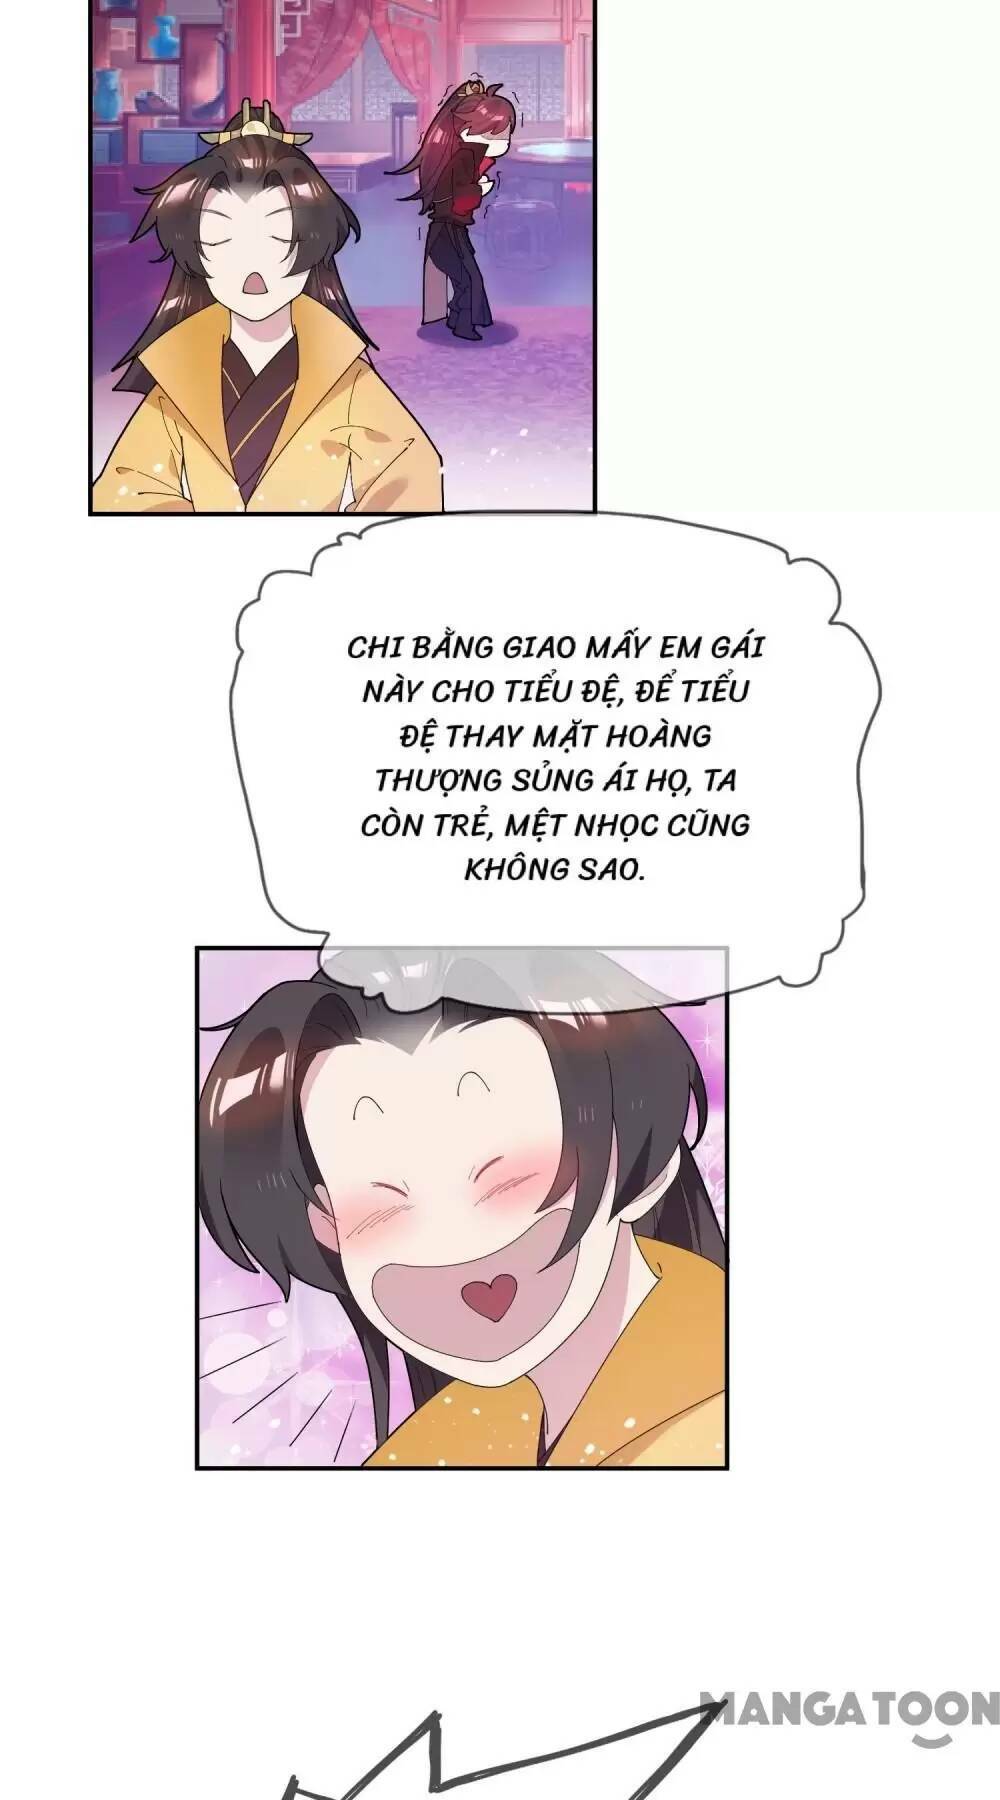 CHI BẰNG GIAO MẤY EM GÁI
NÀY CHO TIỂU ĐỆ, ĐỂ TIỂU
ĐỆ THAY MẶT HOÀNG
THƯỢNG SỦNG ÁI HỌ, TA
CÒN TRẺ, MỆT NHỌC CŨNG
KHÔNG SAO.
MANGATOON